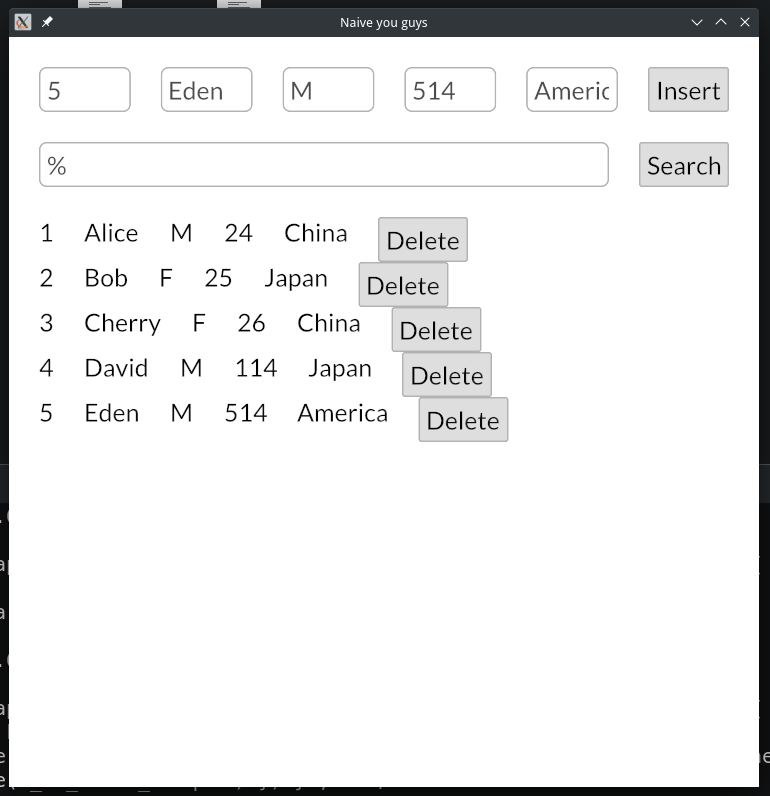 Naive you guys
5 Eden M 514 Americ Insert
% Search
1 Alice M 24 China Delete
2 Bob F 25 Japan Delete
3 Cherry F 26 China Delete
4 David M 114 Japan Delete
5 Eden M 514 America Delete